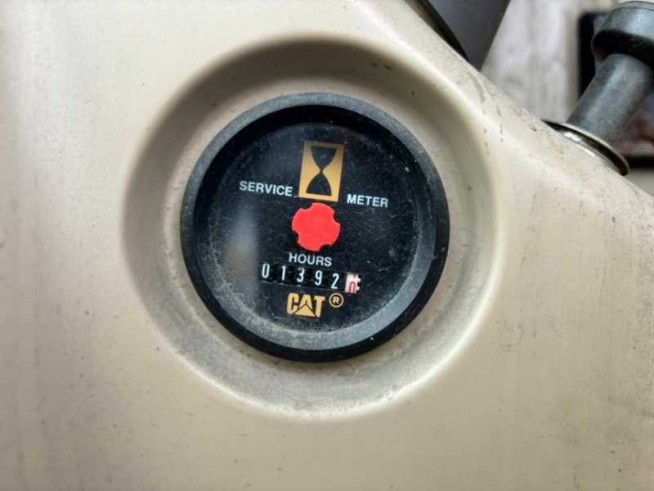 SERVICE METER
HOURS
01392
CAT ®